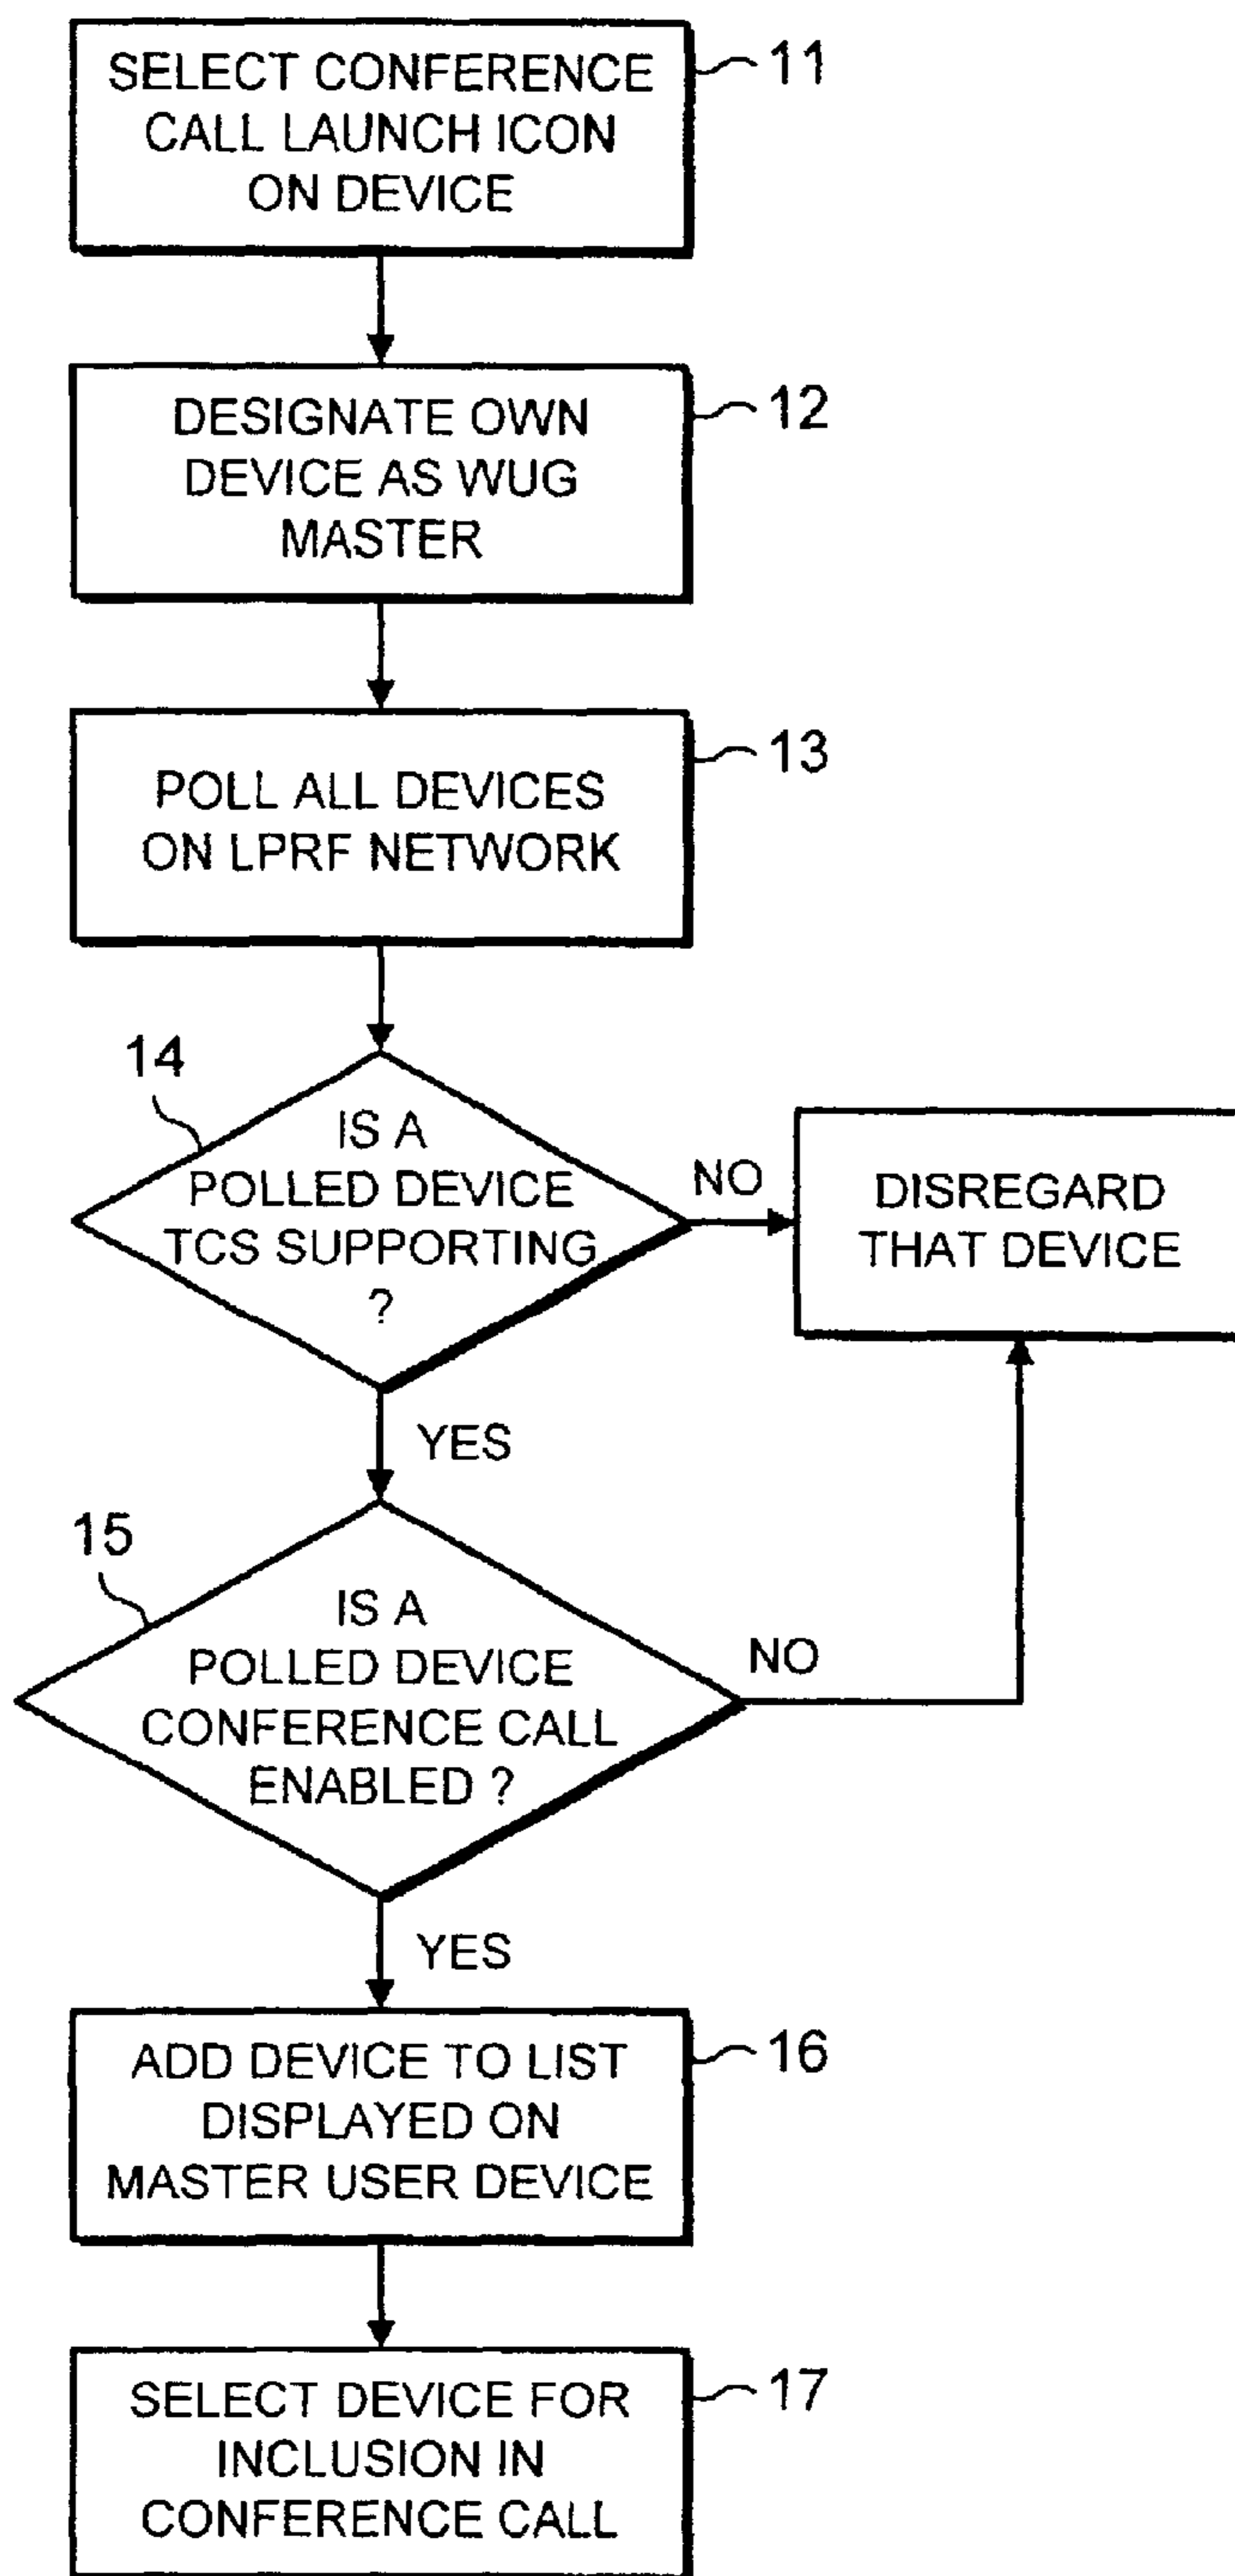 SELECT CONFERENCE
CALL LAUNCH ICON
ON DEVICE
11
DESIGNATE OWN
DEVICE AS WUG
MASTER
12
POLL ALL DEVICES
ON LPRF NETWORK
13
14
IS A
POLLED DEVICE
TCS SUPPORTING
?
NO
DISREGARD
THAT DEVICE
YES
15
IS A
POLLED DEVICE
CONFERENCE CALL
ENABLED ?
NO
YES
ADD DEVICE TO LIST
DISPLAYED ON
MASTER USER DEVICE
16
SELECT DEVICE FOR
INCLUSION IN
CONFERENCE CALL
17